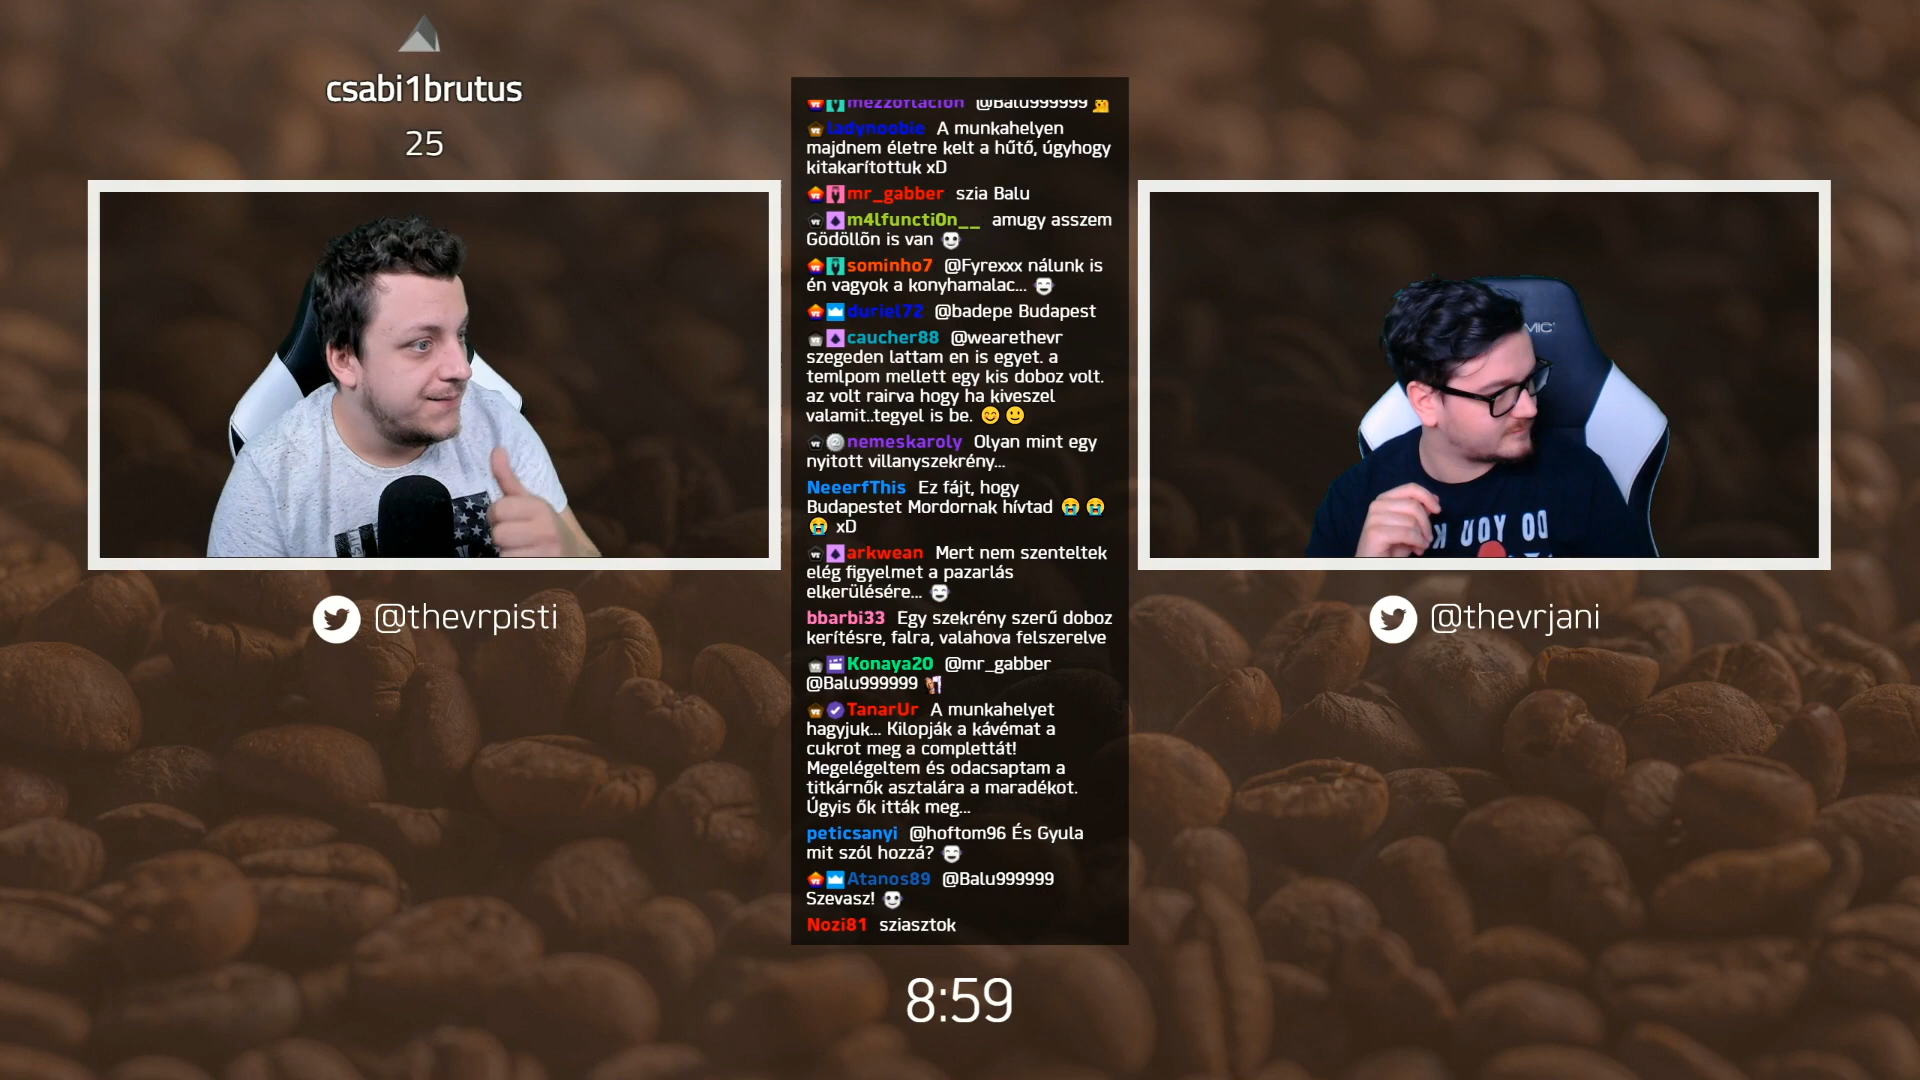 csabi1brutus
25
mezzoflacion @Balu999999
ladynoobie A munkahelyen
majdnem életre kelt a hűtő, úgyhogy
kitakarítottuk xD
mr_gabber szia Balu
m4lfuncti0n__ amugy asszem
Gödöllõn is van
sominho7 @Fyrexxx nálunk is
én vagyok a konyhamalac...
duriel72 @badepe Budapest
caucher88 @wearethevr
szegeden lattam en is egyet. a
temlpom mellett egy kis doboz volt.
az volt rairva hogy ha kiveszel
valamit..tegyel is be. 😊 🙂
nemeskaroly Olyan mint egy
nyitott villanyszekrény...
NeeerfThis Ez fájt, hogy
Budapestet Mordornak hívtad 😭 😭
😭 xD
arkwean Mert nem szenteltek
elég figyelmet a pazarlás
elkerülésére...
bbarbi33 Egy szekrény szerű doboz
kerítésre, falra, valahova felszerelve
Konaya20 @mr_gabber
@Balu999999
TanarUr A munkahelyet
hagyjuk... Kilopják a kávémat a
cukrot meg a complettát!
Megelégeltem és odacsaptam a
titkárnők asztalára a maradékot.
Úgyis ők itták meg...
peticsanyi @hoftom96 És Gyula
mit szól hozzá?
Atanos89 @Balu999999
Szevasz!
Nozi81 sziasztok
DO YOU K
@thevrpisti
@thevrjani
8:59